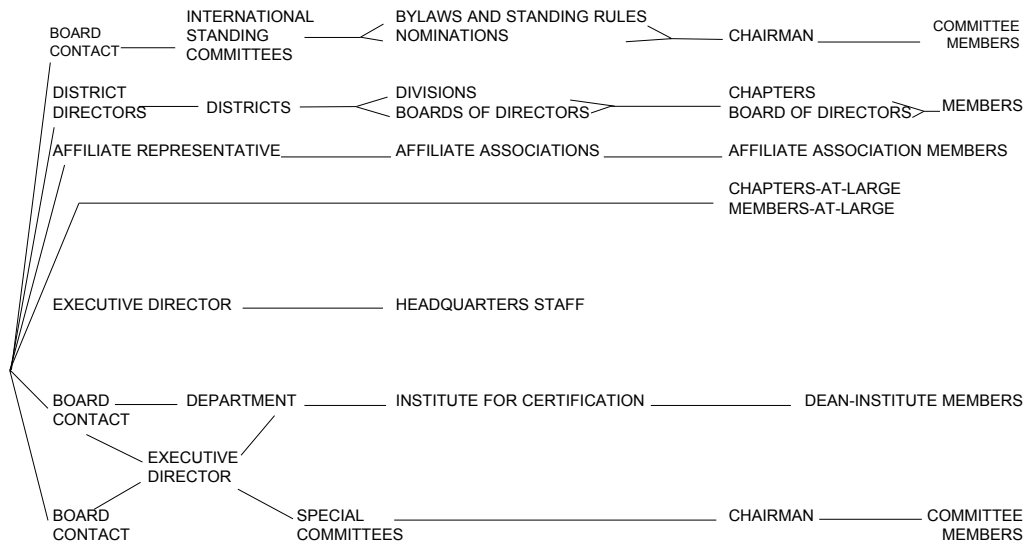 BOARD
CONTACT
INTERNATIONAL
STANDING
COMMITTEES
BYLAWS AND STANDING RULES
NOMINATIONS
CHAIRMAN
COMMITTEE
MEMBERS
DISTRICT
DIRECTORS
DISTRICTS
DIVISIONS
BOARDS OF DIRECTORS
CHAPTERS
BOARD OF DIRECTORS
MEMBERS
AFFILIATE REPRESENTATIVE
AFFILIATE ASSOCIATIONS
AFFILIATE ASSOCIATION MEMBERS
CHAPTERS-AT-LARGE
MEMBERS-AT-LARGE
EXECUTIVE DIRECTOR
HEADQUARTERS STAFF
BOARD
CONTACT
DEPARTMENT
INSTITUTE FOR CERTIFICATION
DEAN-INSTITUTE MEMBERS
EXECUTIVE
DIRECTOR
BOARD
CONTACT
SPECIAL
COMMITTEES
CHAIRMAN
COMMITTEE
MEMBERS